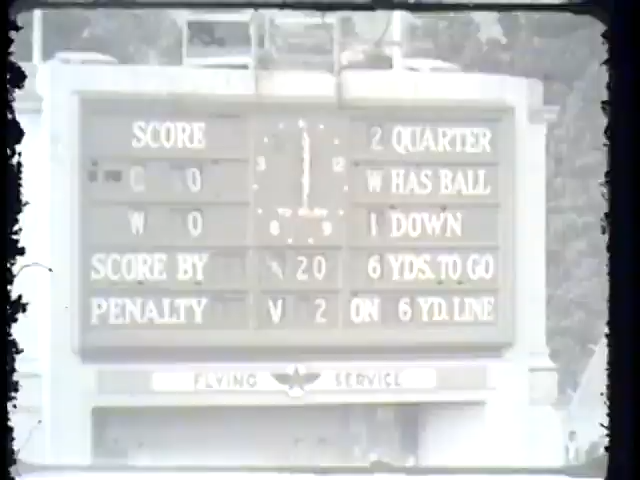 SCORE 2 QUARTER
C 0 W HAS BALL
W 0 1 DOWN
SCORE BY 20 6 YDS. TO GO
PENALTY V 2 ON 6 YD. LINE
FLYING SERVICE